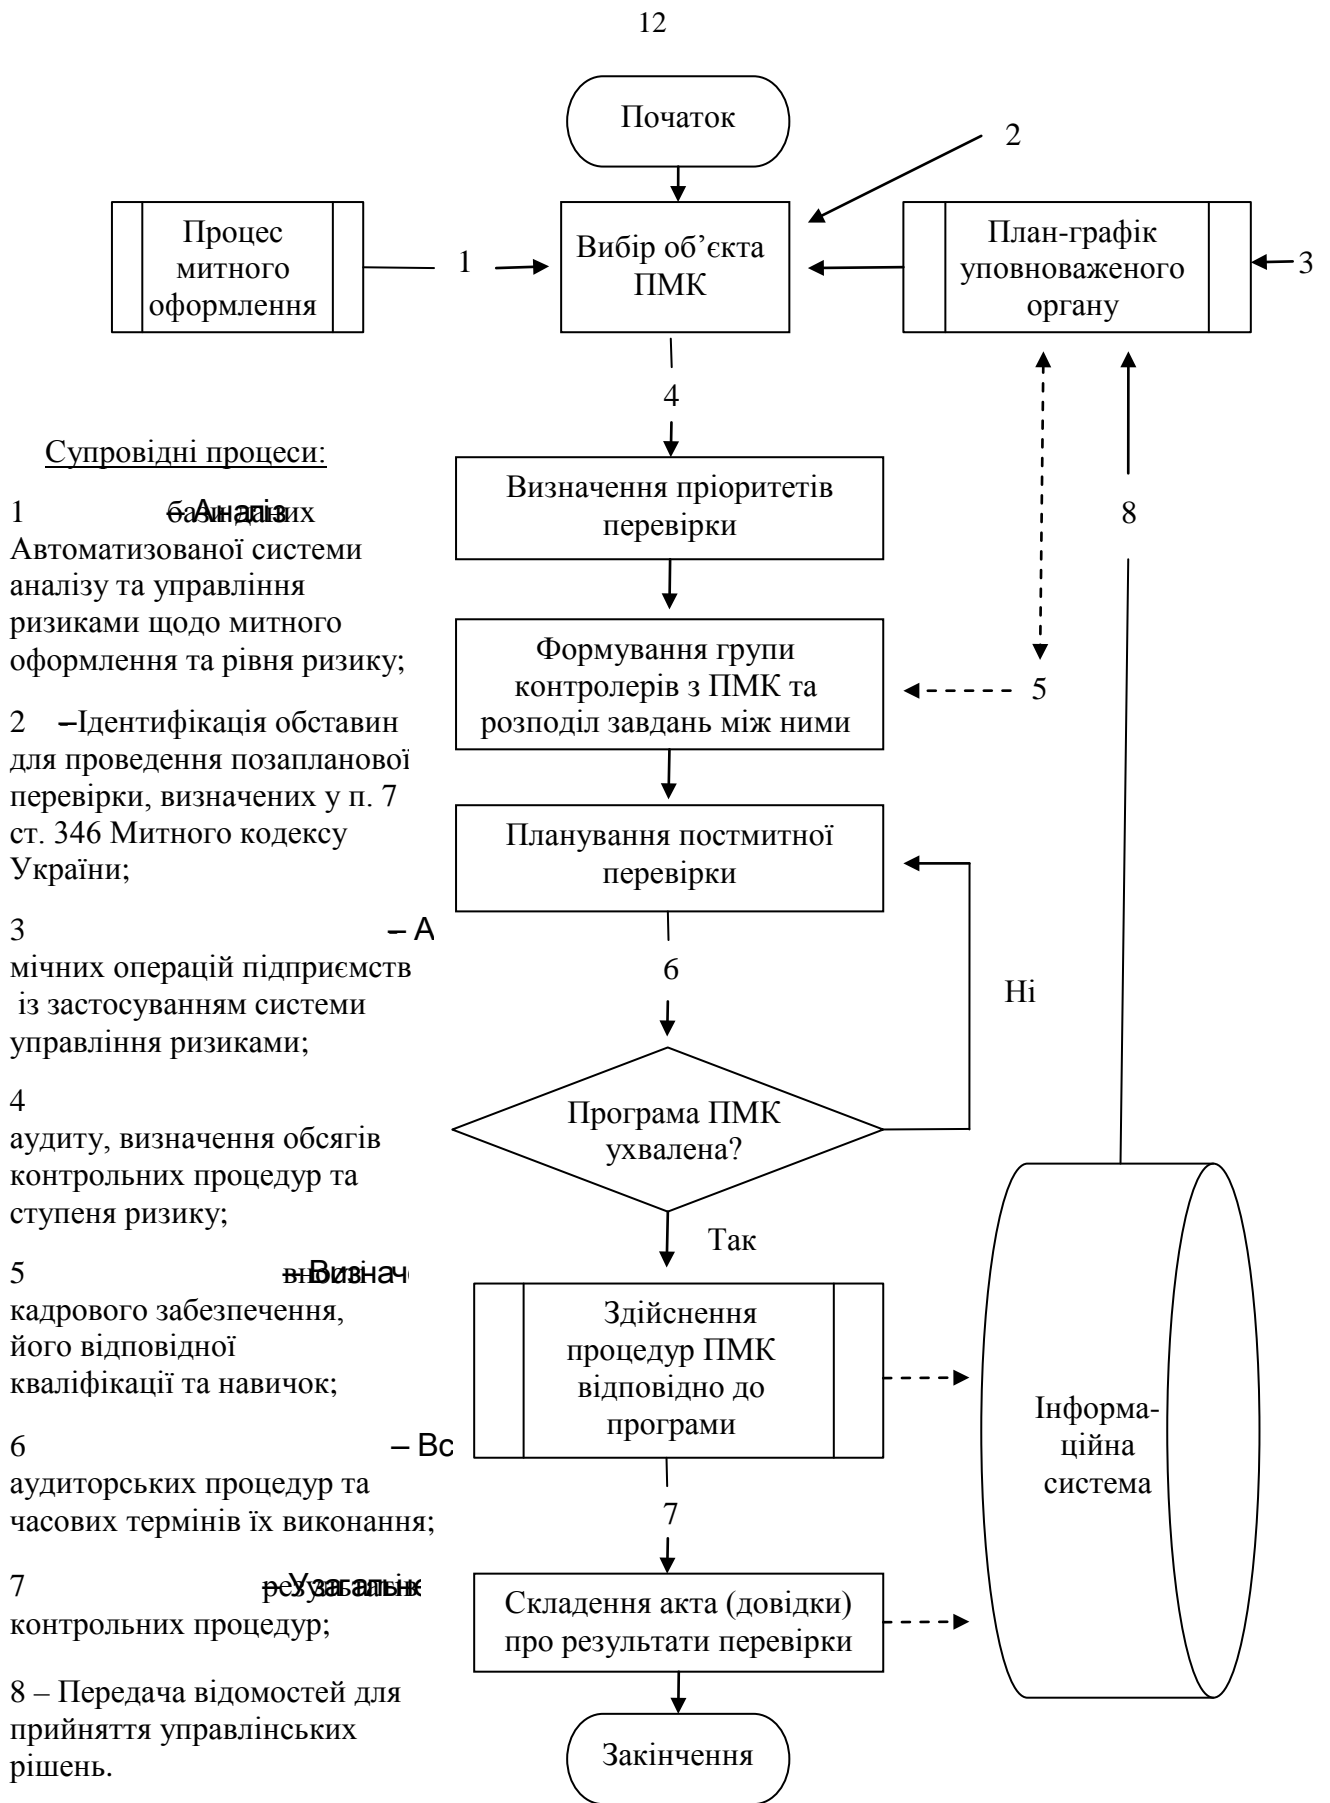 12
Початок
2
Процес
митного
оформлення
1
Вибір об’єкта
ПМК
План-графік
уповноваженого
органу
3
4
Супровідні процеси:
1 – Аналіз бази даних
Автоматизованої системи
аналізу та управління
ризиками щодо митного
оформлення та рівня ризику;
2 – Ідентифікація обставин
для проведення позапланової
перевірки, визначених у п. 7
ст. 346 Митного кодексу
України;
3 –
мічних операцій підприємств
із застосуванням системи
управління ризиками;
4
аудиту, визначення обсягів
контрольних процедур та
ступеня ризику;
5 –
кадрового забезпечення,
його відповідної
кваліфікації та навичок;
6 –
аудиторських процедур та
часових термінів їх виконання;
7 –
контрольних процедур;
8 – Передача відомостей для
прийняття управлінських
рішень.
Визначення пріоритетів
перевірки
8
Формування групи
контролерів з ПМК та
розподіл завдань між ними
5
Планування постмитної
перевірки
6
Ні
Програма ПМК
ухвалена?
Так
Здійснення
процедур ПМК
відповідно до
програми
Інформа-
ційна
система
7
Складення акта (довідки)
про результати перевірки
Закінчення